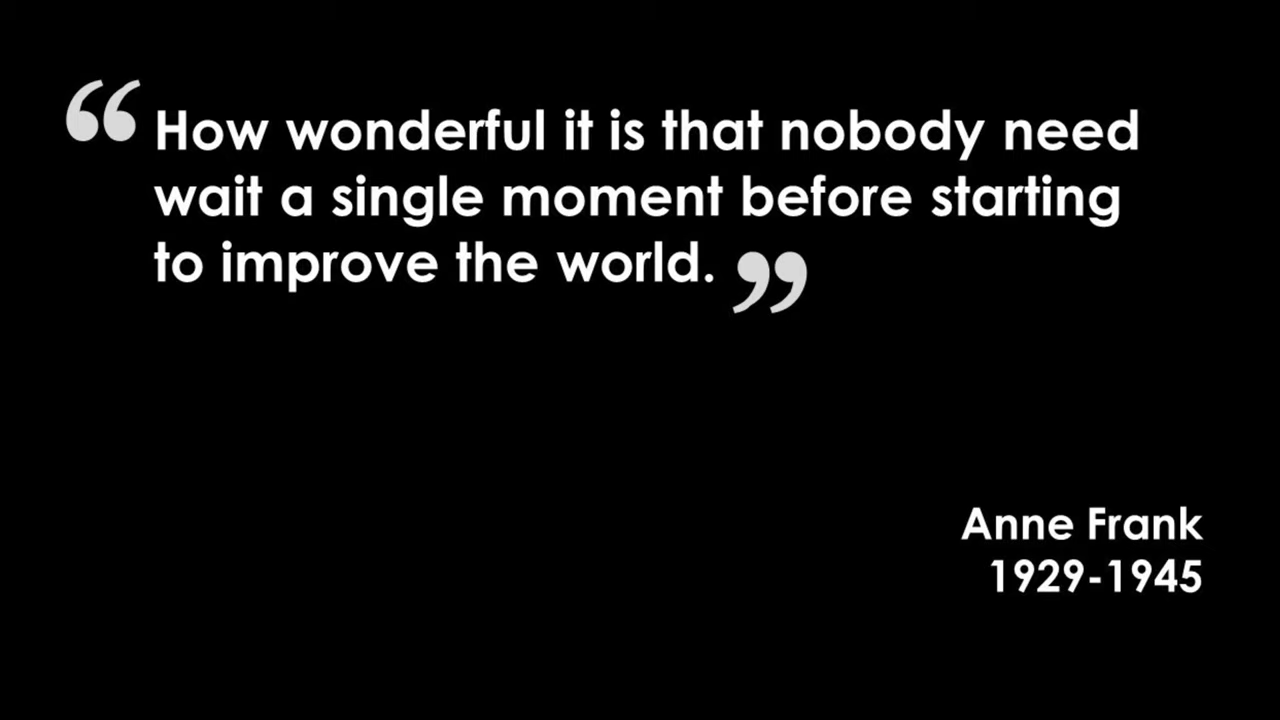 “How wonderful it is that nobody need
wait a single moment before starting
to improve the world.”
Anne Frank
1929-1945